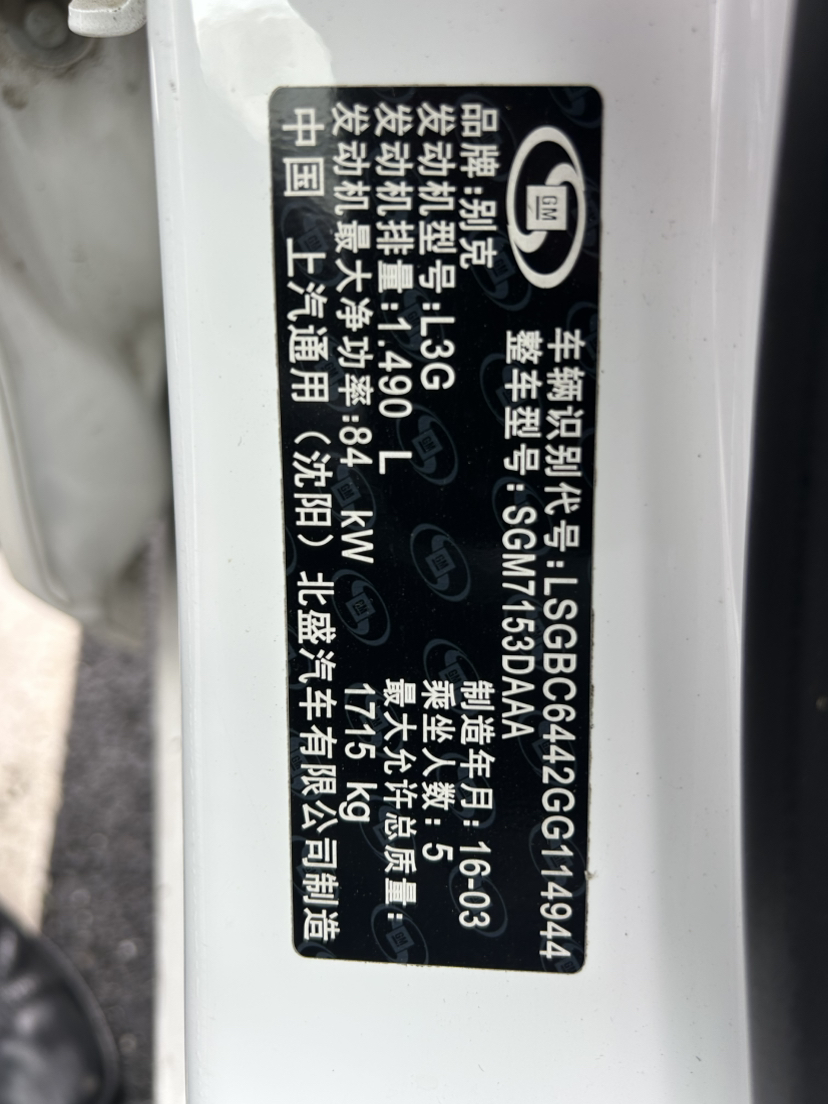 GM
车辆识别代号:LSGBC6442GG114944
整车型号:SGM7153DAAA
品牌:别克 制造年月: 16-03
发动机型号:L3G 乘坐人数: 5
发动机排量:1.490 L 最大允许总质量:
发动机最大净功率:84 kW 1715 kg
中国 上汽通用（沈阳）北盛汽车有限公司制造